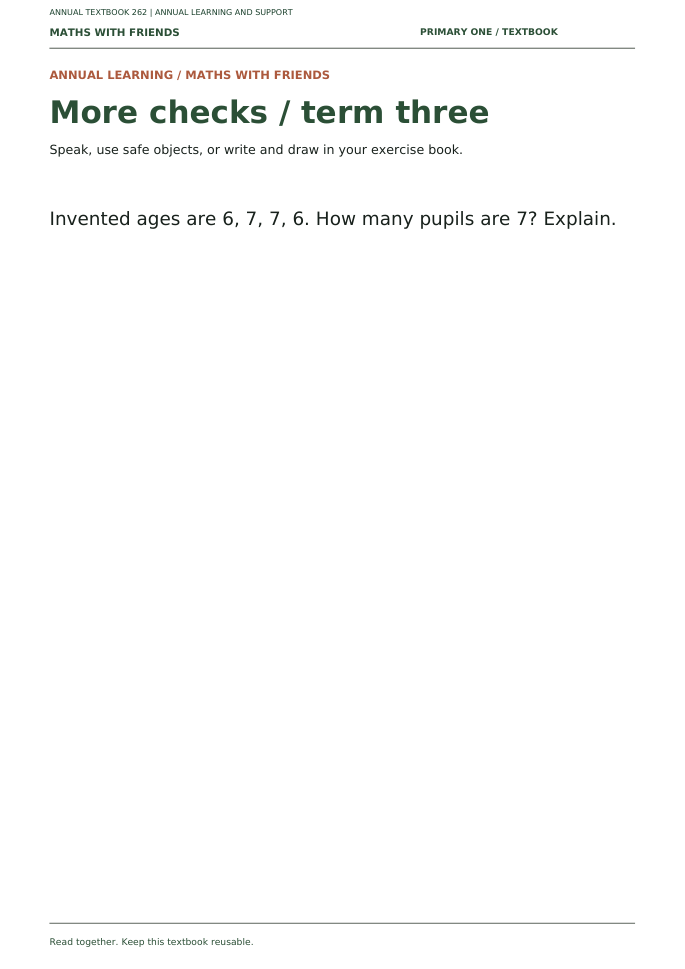 ANNUAL TEXTBOOK 262 | ANNUAL LEARNING AND SUPPORT
MATHS WITH FRIENDS
PRIMARY ONE / TEXTBOOK
ANNUAL LEARNING / MATHS WITH FRIENDS
More checks / term three
Speak, use safe objects, or write and draw in your exercise book.
Invented ages are 6, 7, 7, 6. How many pupils are 7? Explain.
Read together. Keep this textbook reusable.